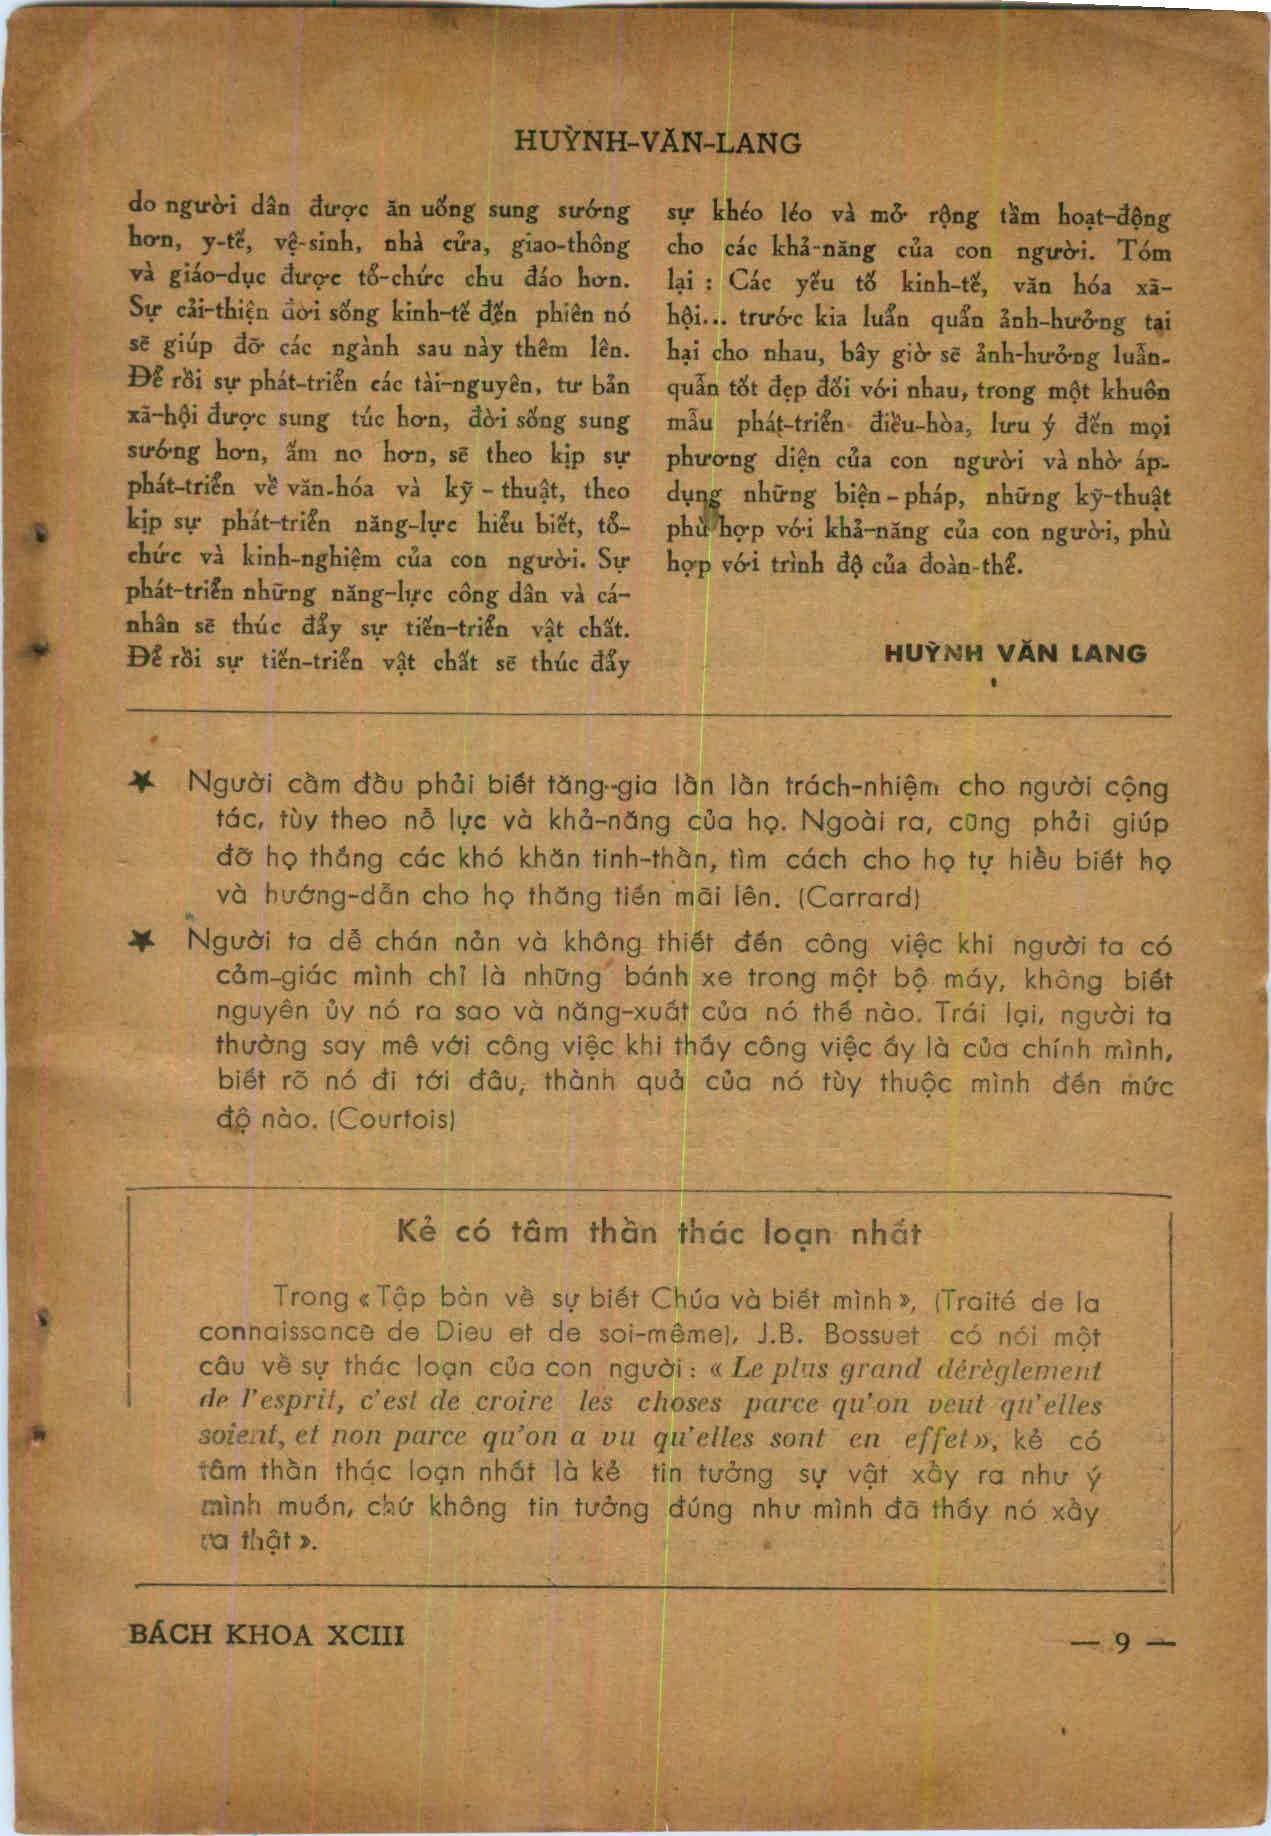 HUỲNH-VĂN-LANG
do người dân được ăn uống sung sướng
hơn, y-tế, vệ-sinh, nhà cửa, giao-thông
và giáo-dục được tổ-chức chu đáo hơn.
Sự cải-thiện đời sống kinh-tế đến phiên nó
sẽ giúp đỡ các ngành sau này thêm lên.
Để rồi sự phát-triển các tài-nguyên, tư bản
xã-hội được sung túc hơn, đời sống sung
sướng hơn, ấm no hơn, sẽ theo kịp sự
phát-triển về văn-hóa và kỹ - thuật, theo
kịp sự phát-triển năng-lực hiểu biết, tổ-
chức và kinh-nghiệm của con người. Sự
phát-triển những năng-lực công dân và cá-
nhân sẽ thúc đẩy sự tiến-triển vật chất.
Để rồi sự tiến-triển vật chất sẽ thúc đẩy
sự khéo léo và mở rộng tầm hoạt-động
cho các khả-năng của con người. Tóm
lại : Các yếu tố kinh-tế, văn hóa xã-
hội... trước kia luẩn quẩn ảnh-hưởng tai
hại cho nhau, bây giờ sẽ ảnh-hưởng luẩn-
quẩn tốt đẹp đối với nhau, trong một khuôn
mẫu phát-triển điều-hòa, lưu ý đến mọi
phương diện của con người và nhờ áp-
dụng những biện - pháp, những kỹ-thuật
phù hợp với khả-năng của con người, phù
hợp với trình độ của đoàn-thể.
HUỲNH VĂN LANG
★ Người cầm đầu phải biết tăng-gia lần lần trách-nhiệm cho người cộng
tác, tùy theo nỗ lực và khả-năng của họ. Ngoài ra, cũng phải giúp
đỡ họ thắng các khó khăn tinh-thần, tìm cách cho họ tự hiểu biết họ
và hướng-dẫn cho họ thăng tiến mãi lên. (Carrard)
★ Người ta dễ chán nản và không thiết đến công việc khi người ta có
cảm-giác mình chỉ là những bánh xe trong một bộ máy, không biết
nguyên ủy nó ra sao và năng-xuất của nó thế nào. Trái lại, người ta
thường say mê với công việc khi thấy công việc ấy là của chính mình,
biết rõ nó đi tới đâu, thành quả của nó tùy thuộc mình đến mức
độ nào. (Courtois)
Kẻ có tâm thần thác loạn nhất
Trong « Tập bàn về sự biết Chúa và biết mình », (Traité de la
connaissance de Dieu et de soi-même), J.B. Bossuet có nói một
câu về sự thác loạn của con người : « Le plus grand dérèglement
de l'esprit, c'est de croire les choses parce qu'on veut qu'elles
soient, et non parce qu'on a vu qu'elles sont en effet », kẻ có
tâm thần thác loạn nhất là kẻ tin tưởng sự vật xảy ra như ý
mình muốn, chứ không tin tưởng đúng như mình đã thấy nó xảy
ra thật ».
BÁCH KHOA XCIII
— 9 —